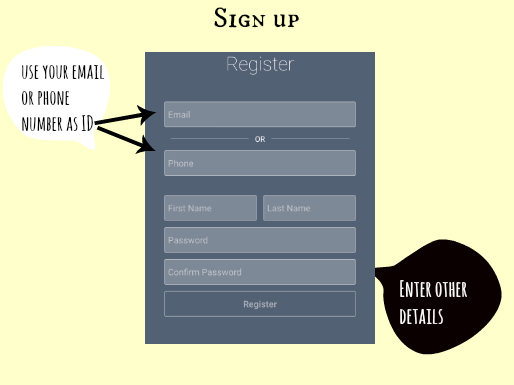 Sign up
Register
use your email
or phone
number as ID
Email
OR
Phone
First Name Last Name
Password
Confirm Password
Register
Enter other
details